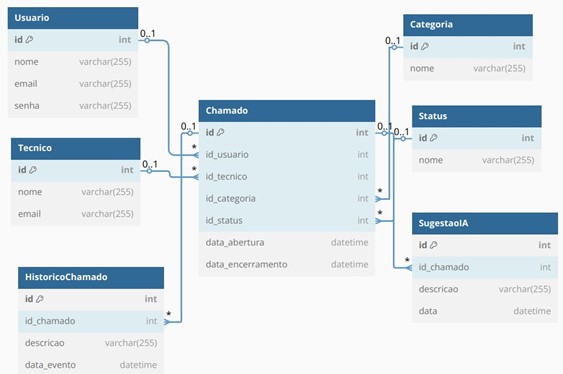 Usuario
id int
nome varchar(255)
email varchar(255)
senha varchar(255)
0..1
Tecnico
id int
nome varchar(255)
email varchar(255)
0..1
HistoricoChamado
id int
id_chamado int
descricao varchar(255)
data_evento datetime
*
Chamado
0..1 id int 0..1
* id_usuario int
* id_tecnico int
id_categoria int *
id_status int *
data_abertura datetime
data_encerramento datetime
Categoria
0..1 id int
nome varchar(255)
Status
0..1 id int
nome varchar(255)
SugestaoIA
id int
* id_chamado int
descricao varchar(255)
data datetime